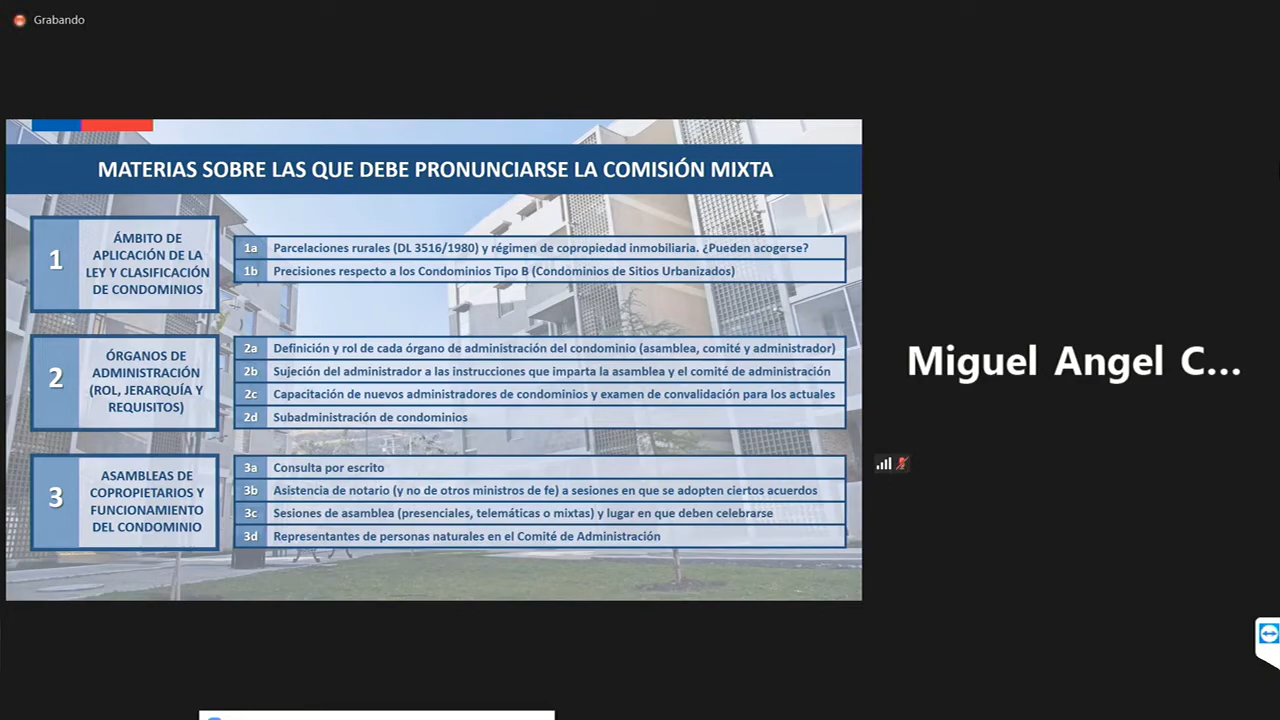 Grabando
MATERIAS SOBRE LAS QUE DEBE PRONUNCIARSE LA COMISIÓN MIXTA
1
ÁMBITO DE
APLICACIÓN DE LA
LEY Y CLASIFICACIÓN
DE CONDOMINIOS
1a Parcelaciones rurales (DL 3516/1980) y régimen de copropiedad inmobiliaria. ¿Pueden acogerse?
1b Precisiones respecto a los Condominios Tipo B (Condominios de Sitios Urbanizados)
2
ÓRGANOS DE
ADMINISTRACIÓN
(ROL, JERARQUÍA Y
REQUISITOS)
2a Definición y rol de cada órgano de administración del condominio (asamblea, comité y administrador)
2b Sujeción del administrador a las instrucciones que imparta la asamblea y el comité de administración
2c Capacitación de nuevos administradores de condominios y examen de convalidación para los actuales
2d Subadministración de condominios
3
ASAMBLEAS DE
COPROPIETARIOS Y
FUNCIONAMIENTO
DEL CONDOMINIO
3a Consulta por escrito
3b Asistencia de notario (y no de otros ministros de fe) a sesiones en que se adopten ciertos acuerdos
3c Sesiones de asamblea (presenciales, telemáticas o mixtas) y lugar en que deben celebrarse
3d Representantes de personas naturales en el Comité de Administración
Miguel Angel C...